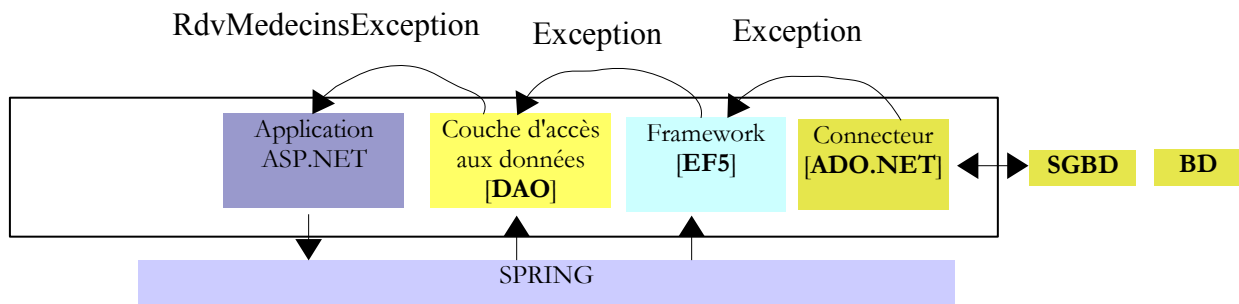 RdvMedecinsException
Exception
Exception
Application
ASP.NET
Couche d'accès
aux données
[DAO]
Framework
[EF5]
Connecteur
[ADO.NET]
SGBD
BD
SPRING